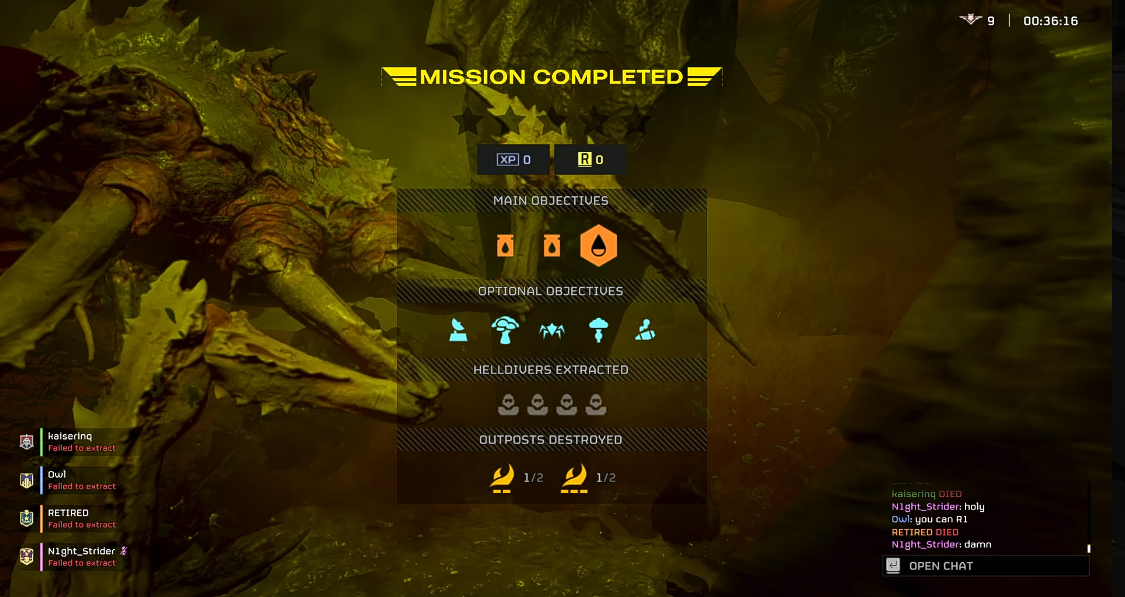 9 | 00:36:16
MISSION COMPLETED
XP 0
R 0
MAIN OBJECTIVES
OPTIONAL OBJECTIVES
HELLDIVERS EXTRACTED
OUTPOSTS DESTROYED
1/2
1/2
kaiserinq
Failed to extract
Owl
Failed to extract
RETIRED
Failed to extract
N1ght_Strider
Failed to extract
kaiserinq DIED
N1ght_Strider: holy
Owl: you can R1
RETIRED DIED
N1ght_Strider: damn
OPEN CHAT